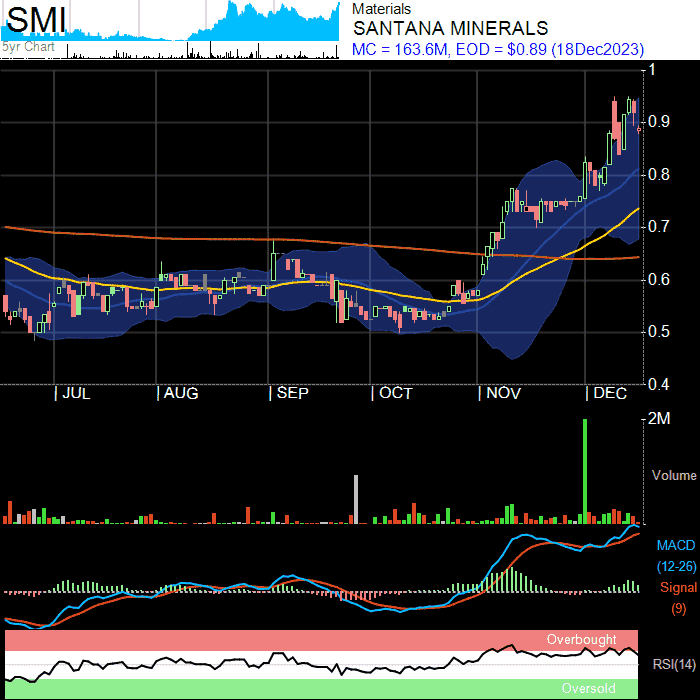 SMI
5yr Chart
Materials
SANTANA MINERALS
MC = 163.6M, EOD = $0.89 (18Dec2023)
1
0.9
0.8
0.7
0.6
0.5
0.4
JUL AUG SEP OCT NOV DEC
2M
Volume
MACD
(12-26)
Signal
(9)
Overbought
RSI(14)
Oversold